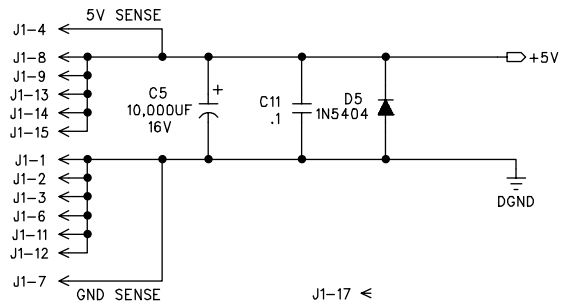 5V SENSE
J1-4
J1-8
+5V
J1-9
J1-13
J1-14
J1-15
C5
10,000UF
16V
+
C11
.1
D5
1N5404
J1-1
J1-2
J1-3
J1-6
J1-11
J1-12
DGND
J1-7
GND SENSE
J1-17